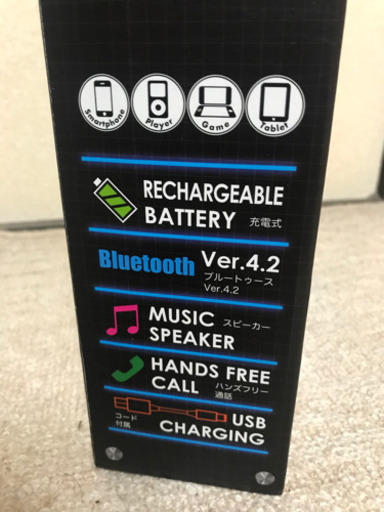 Smartphone
Player
Game
Tablet
RECHARGEABLE
BATTERY 充電式
Bluetooth Ver.4.2
ブルートゥース
Ver.4.2
MUSIC スピーカー
SPEAKER
HANDS FREE
CALL ハンズフリー
通話
コード
付属
USB
CHARGING